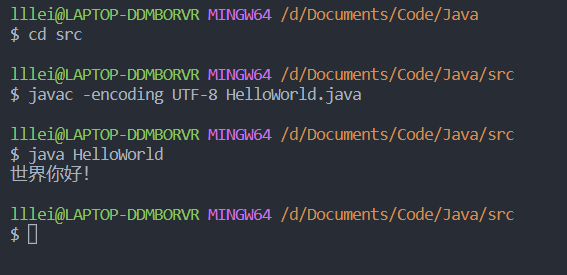 lllei@LAPTOP-DDMBORVR MINGW64 /d/Documents/Code/Java
$ cd src
lllei@LAPTOP-DDMBORVR MINGW64 /d/Documents/Code/Java/src
$ javac -encoding UTF-8 HelloWorld.java
lllei@LAPTOP-DDMBORVR MINGW64 /d/Documents/Code/Java/src
$ java HelloWorld
世界你好!
lllei@LAPTOP-DDMBORVR MINGW64 /d/Documents/Code/Java/src
$